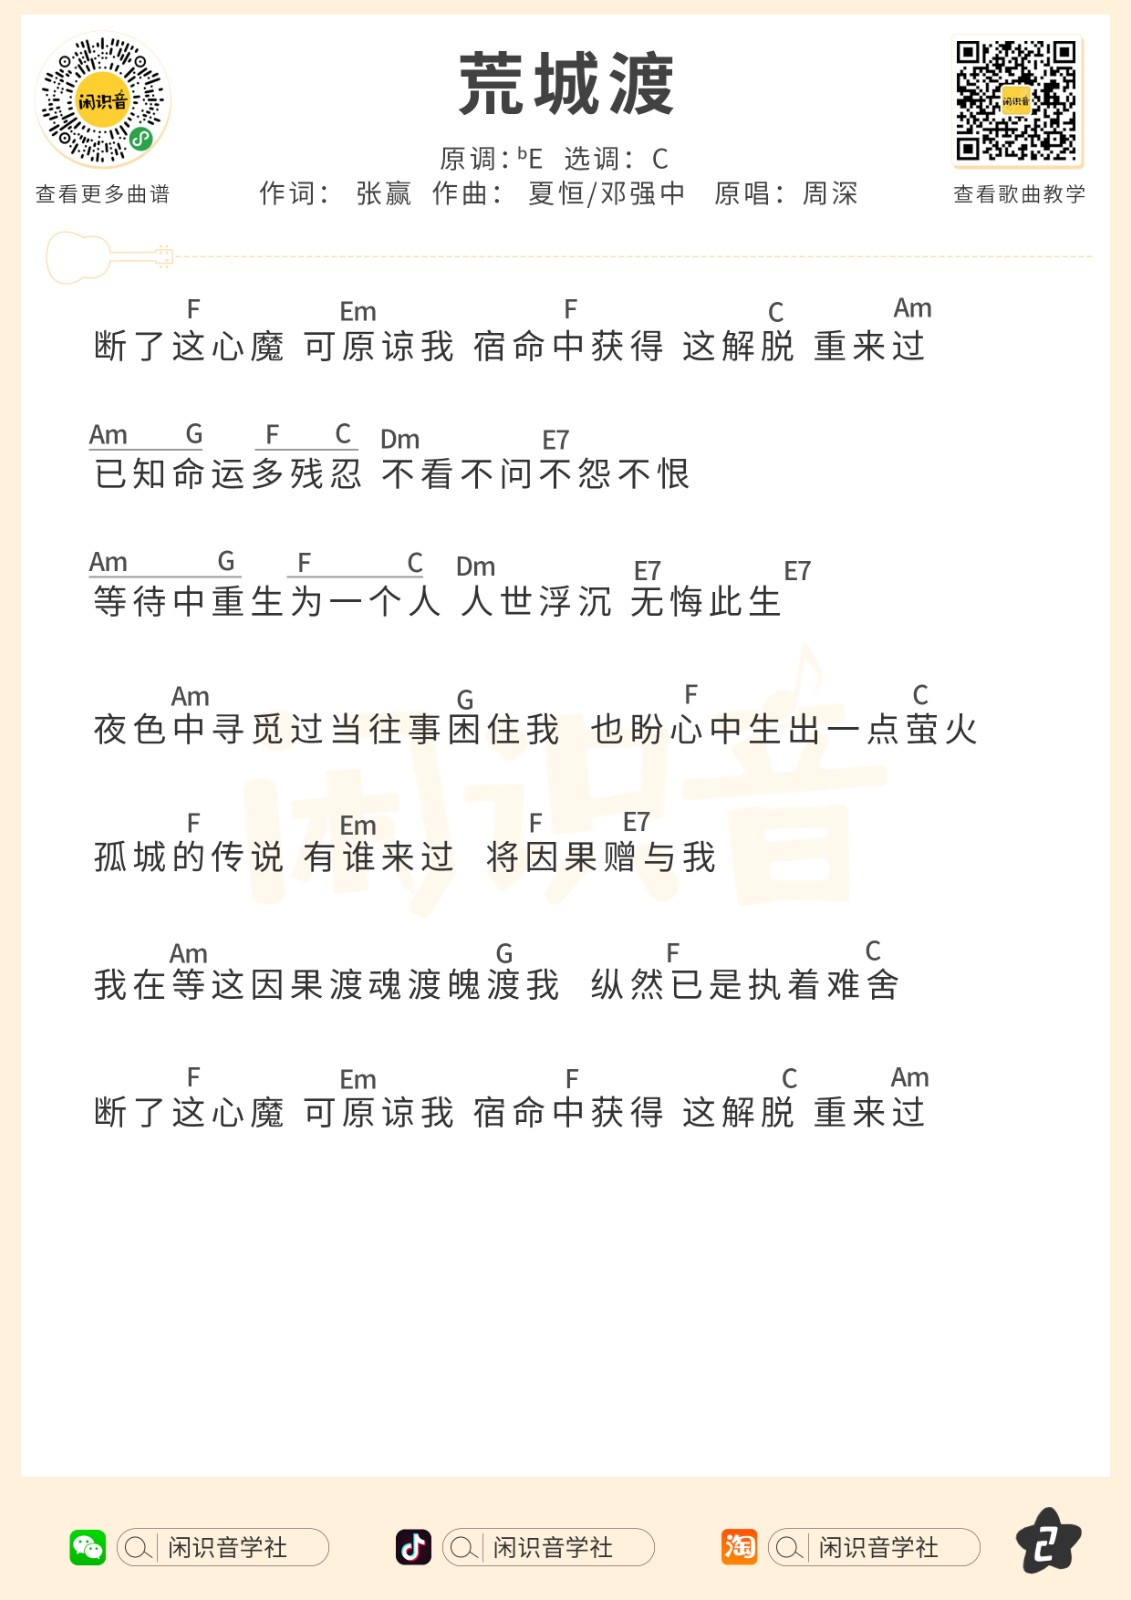 荒城渡
原调：bE 选调：C
作词： 张赢 作曲： 夏恒/邓强中 原唱：周深
闲识音
查看更多曲谱
闲识音
查看歌曲教学
F Em F C Am
断了这心魔 可原谅我 宿命中获得 这解脱 重来过
Am G F C Dm E7
已知命运多残忍 不看不问不怨不恨
Am G F C Dm E7 E7
等待中重生为一个人 人世浮沉 无悔此生
Am G F C
夜色中寻觅过当往事困住我 也盼心中生出一点萤火
F Em F E7
孤城的传说 有谁来过 将因果赠与我
Am G F C
我在等这因果渡魂渡魄渡我 纵然已是执着难舍
F Em F C Am
断了这心魔 可原谅我 宿命中获得 这解脱 重来过
闲识音
闲识音学社
闲识音学社
淘 闲识音学社
2